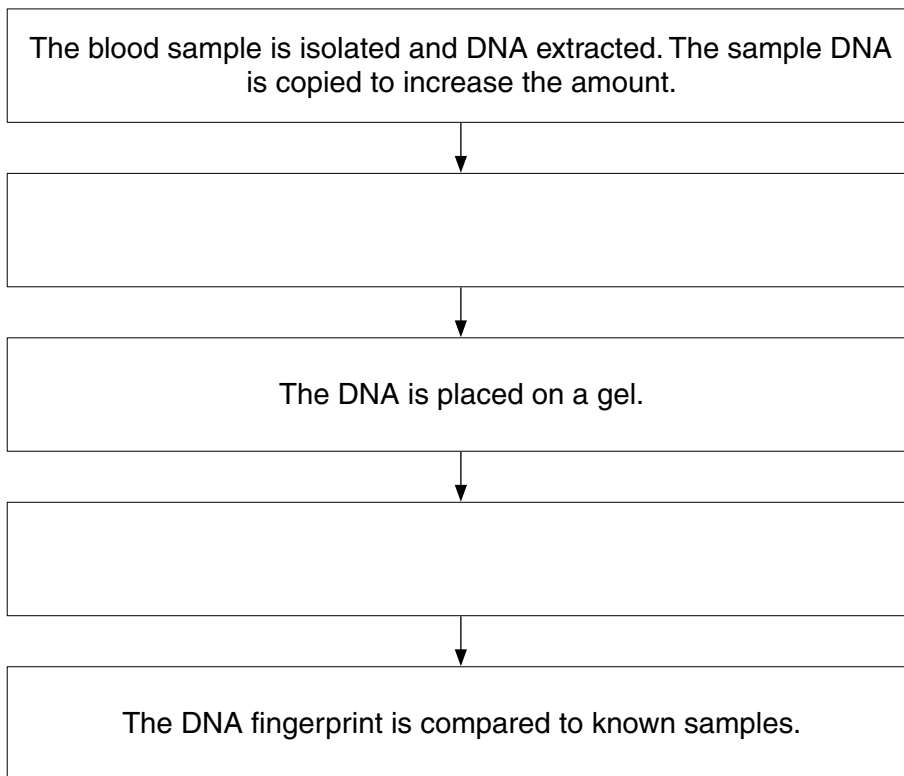 The blood sample is isolated and DNA extracted. The sample DNA
is copied to increase the amount.
The DNA is placed on a gel.
The DNA fingerprint is compared to known samples.